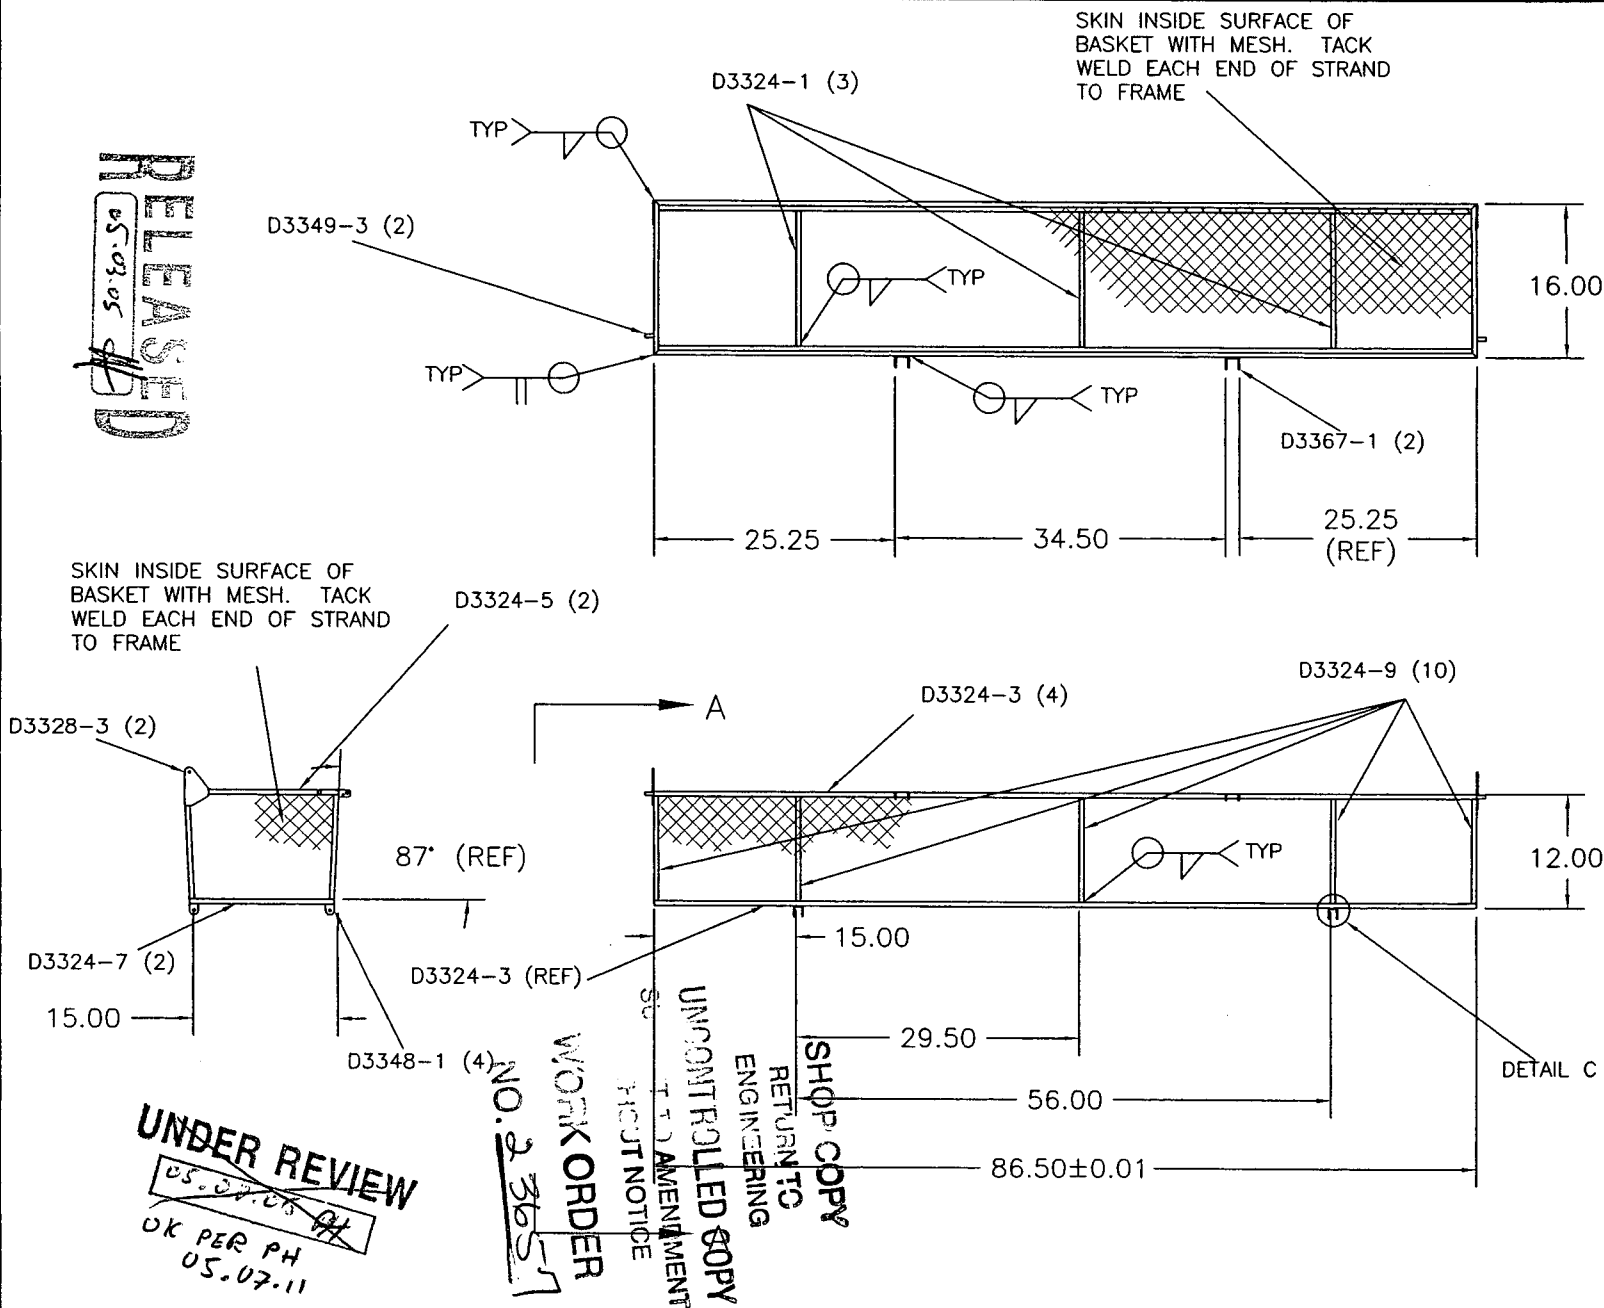 SKIN INSIDE SURFACE OF
BASKET WITH MESH. TACK
WELD EACH END OF STRAND
TO FRAME
D3324-1 (3)
TYP
RELEASED
05.03.05
D3349-3 (2)
TYP
16.00
TYP
TYP
D3367-1 (2)
25.25
34.50
25.25
(REF)
SKIN INSIDE SURFACE OF
BASKET WITH MESH. TACK
WELD EACH END OF STRAND
TO FRAME
D3324-5 (2)
D3324-9 (10)
D3324-3 (4)
A
D3328-3 (2)
87° (REF)
TYP
12.00
15.00
D3324-7 (2)
D3324-3 (REF)
15.00
29.50
D3348-1 (4)
DETAIL C
56.00
86.50±0.01
A
SHOP COPY
RETURN TO
ENGINEERING
UNCONTROLLED COPY
AMENDMENT
NOTICE
WORK ORDER
NO. 23657
UNDER REVIEW
OK PER PH
05.07.11